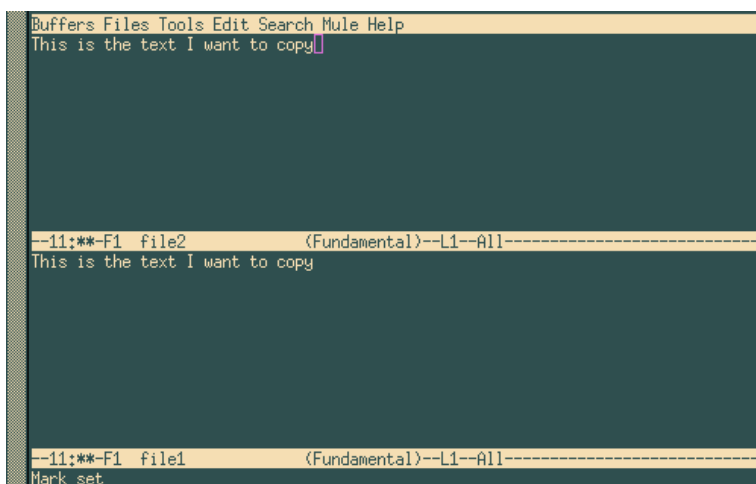 Buffers Files Tools Edit Search Mule Help
This is the text I want to copy
--11:**-F1  file2             (Fundamental)--L1--All----------------------------
This is the text I want to copy
--11:**-F1  file1             (Fundamental)--L1--All----------------------------
Mark set